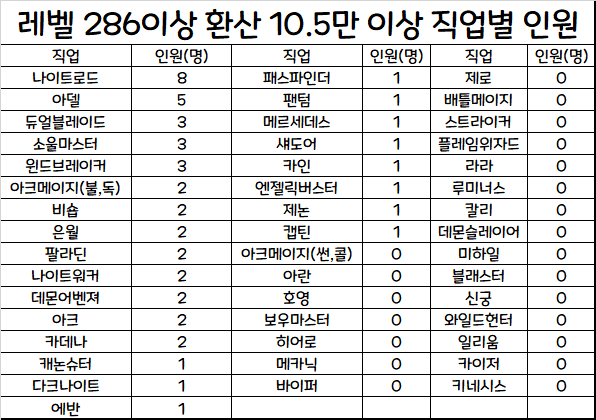 레벨 286이상 환산 10.5만 이상 직업별 인원
직업 인원(명) 직업 인원(명) 직업 인원(명)
나이트로드 8 패스파인더 1 제로 0
아델 5 팬텀 1 배틀메이지 0
듀얼블레이드 3 메르세데스 1 스트라이커 0
소울마스터 3 섀도어 1 플레임위자드 0
윈드브레이커 3 카인 1 라라 0
아크메이지(불,독) 2 엔젤릭버스터 1 루미너스 0
비숍 2 제논 1 칼리 0
은월 2 캡틴 1 데몬슬레이어 0
팔라딘 2 아크메이지(썬,콜) 0 미하일 0
나이트워커 2 아란 0 블래스터 0
데몬어벤져 2 호영 0 신궁 0
아크 2 보우마스터 0 와일드헌터 0
카데나 2 히어로 0 일리움 0
캐논슈터 1 메카닉 0 카이저 0
다크나이트 1 바이퍼 0 키네시스 0
에반 1